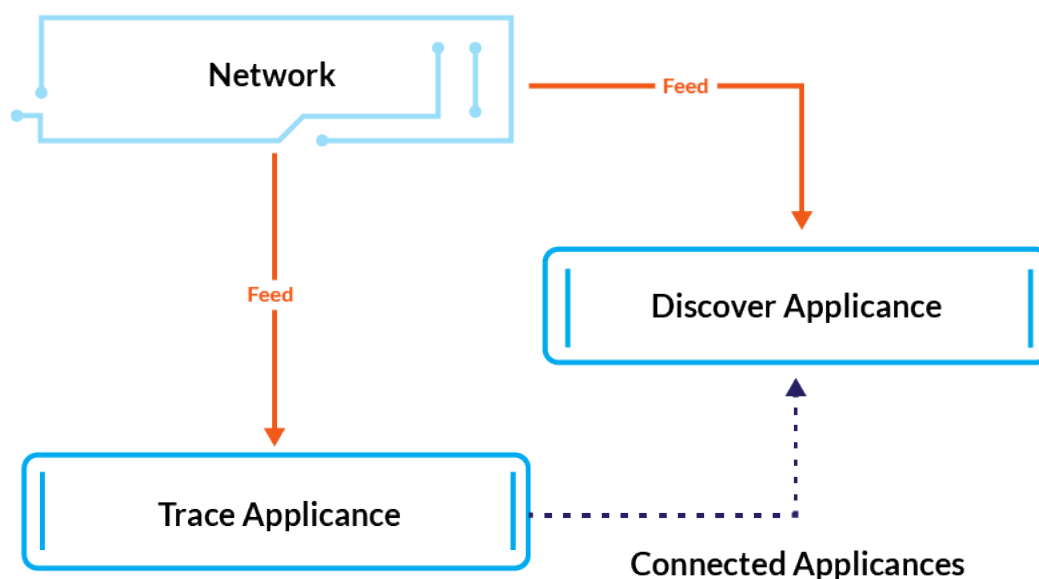 Network
Feed
Feed
Discover Applicance
Trace Applicance
Connected Applicances